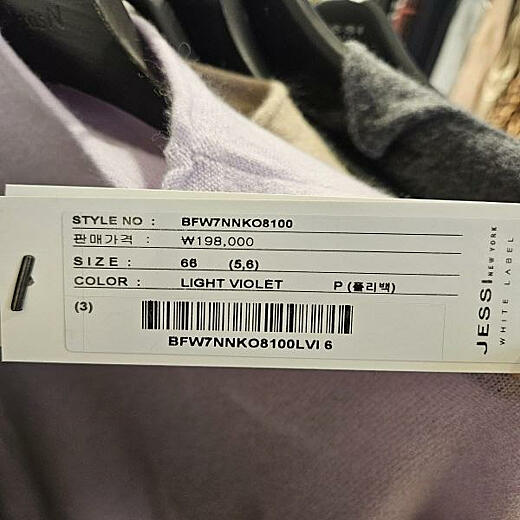 STYLE NO : BFW7NNKO8100
판매가격 : ₩198,000
SIZE : 66 (5,6)
COLOR : LIGHT VIOLET P (폴리백)
(3)
BFW7NNKO8100LVI 6
JESSI NEW YORK
WHITE LABEL